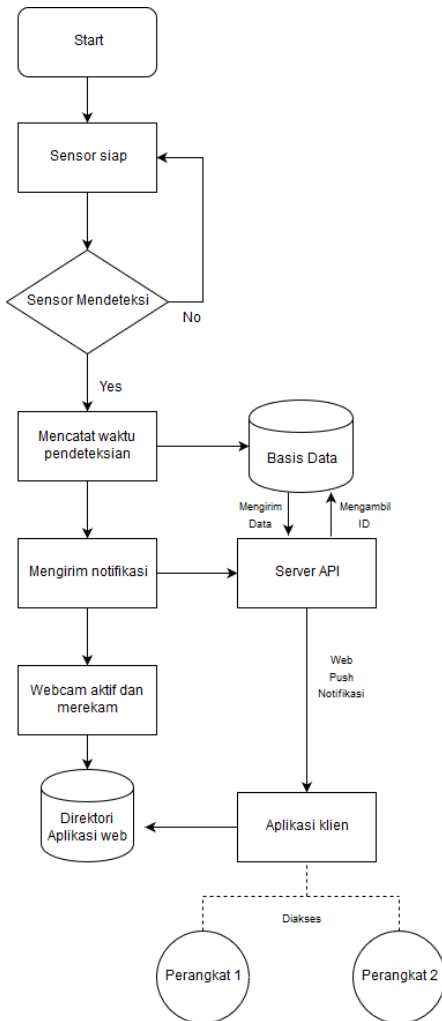 Start
Sensor siap
Sensor Mendeteksi
No
Yes
Mencatat waktu
pendeteksian
Basis Data
Mengirim
Data
Mengambil
ID
Mengirim notifikasi
Server API
Web
Push
Notifikasi
Webcam aktif dan
merekam
Direktori
Aplikasi web
Aplikasi klien
Diakses
Perangkat 1
Perangkat 2